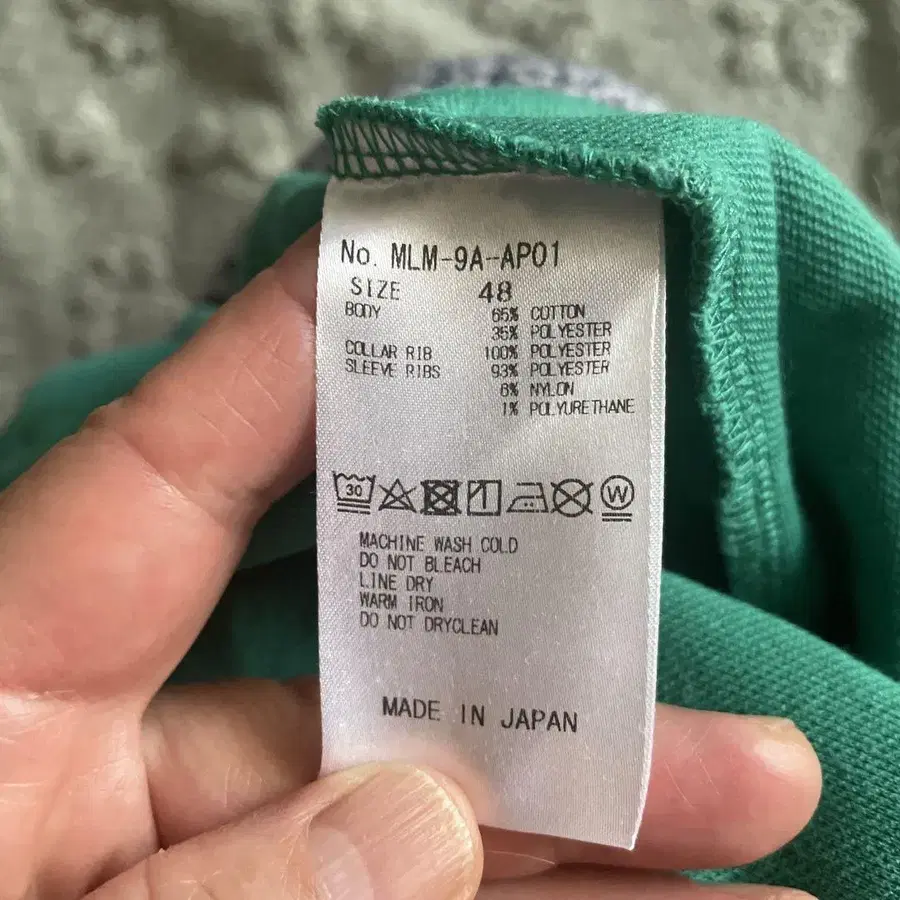 No. MLM-9A-AP01
SIZE 48
BODY 65% COTTON
35% POLYESTER
COLLAR RIB 100% POLYESTER
SLEEVE RIBS 93% POLYESTER
6% NYLON
1% POLYURETHANE
30 W
MACHINE WASH COLD
DO NOT BLEACH
LINE DRY
WARM IRON
DO NOT DRYCLEAN
MADE IN JAPAN